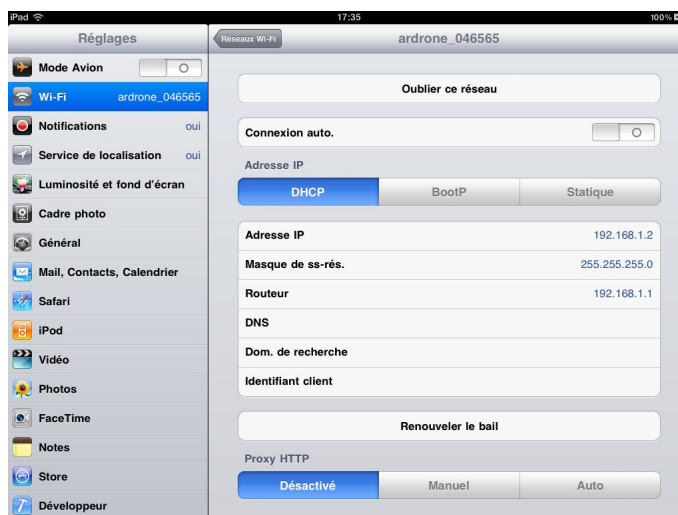 iPad 17:35 100%
Réglages
Mode Avion
Wi-Fi ardrone_046565
Notifications oui
Service de localisation oui
Luminosité et fond d'écran
Cadre photo
Général
Mail, Contacts, Calendrier
Safari
iPod
Vidéo
Photos
FaceTime
Notes
Store
Développeur
Reseaux Wi-Fi ardrone_046565
Oublier ce réseau
Connexion auto.
Adresse IP
DHCP BootP Statique
Adresse IP 192.168.1.2
Masque de ss-rés. 255.255.255.0
Routeur 192.168.1.1
DNS
Dom. de recherche
Identifiant client
Renouveler le bail
Proxy HTTP
Désactivé Manuel Auto